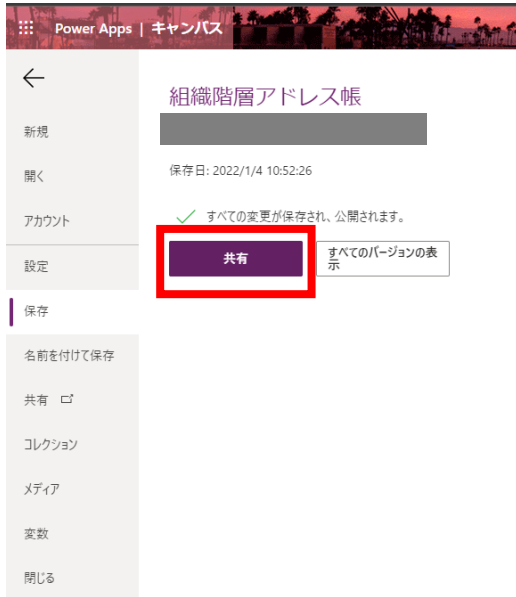 Power Apps | キャンバス
組織階層アドレス帳
新規
保存日: 2022/1/4 10:52:26
開く
すべての変更が保存され、公開されます。
アカウント
共有
すべてのバージョンの表
示
設定
保存
名前を付けて保存
共有
コレクション
メディア
変数
閉じる